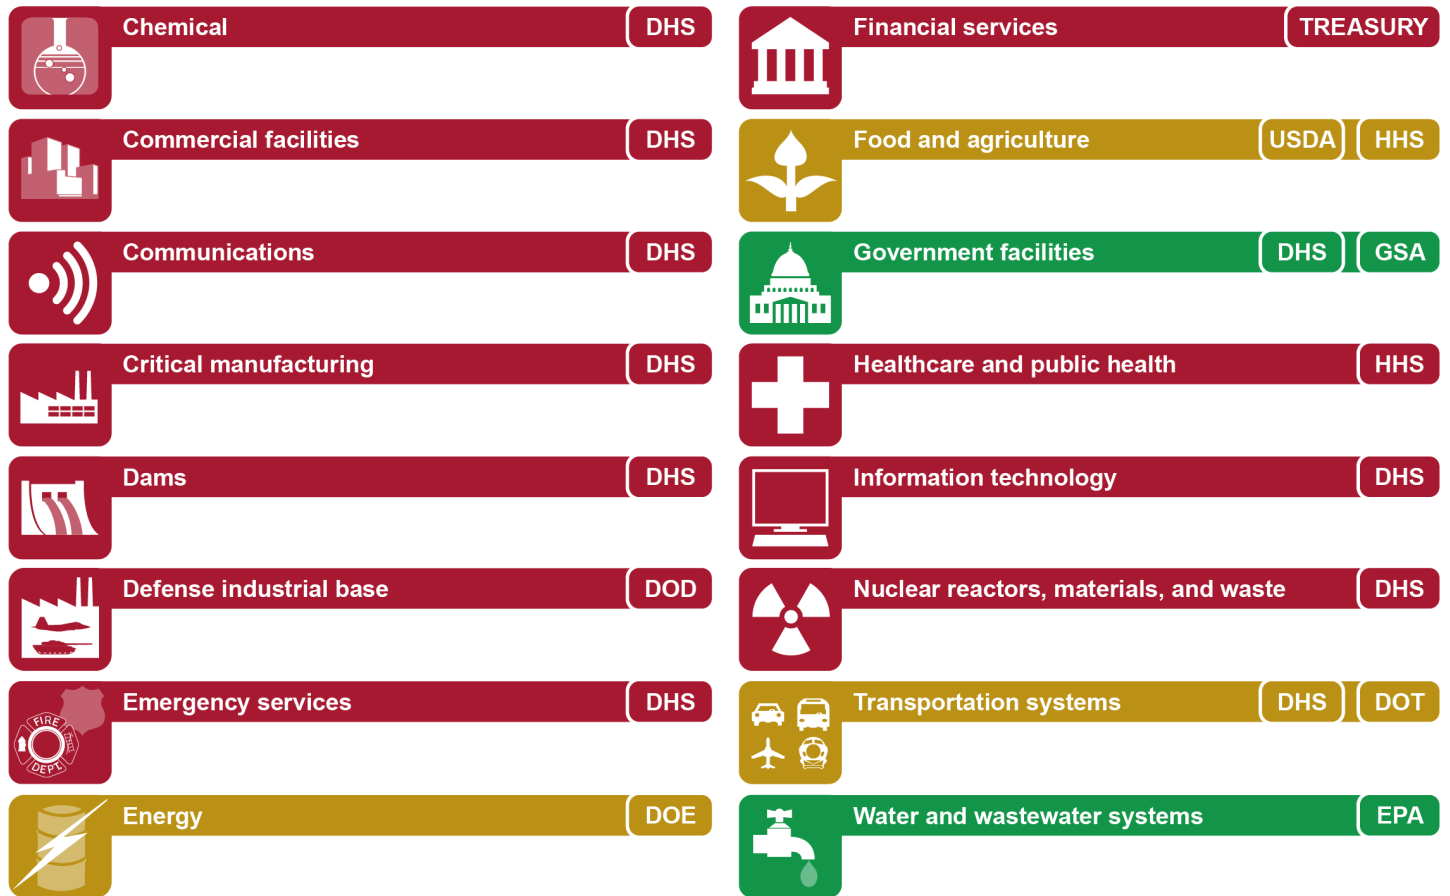 Chemical DHS
Commercial facilities DHS
Communications DHS
Critical manufacturing DHS
Dams DHS
Defense industrial base DOD
FIRE
DEPT.
Emergency services DHS
Energy DOE
Financial services TREASURY
Food and agriculture USDA HHS
Government facilities DHS GSA
Healthcare and public health HHS
Information technology DHS
Nuclear reactors, materials, and waste DHS
Transportation systems DHS DOT
Water and wastewater systems EPA